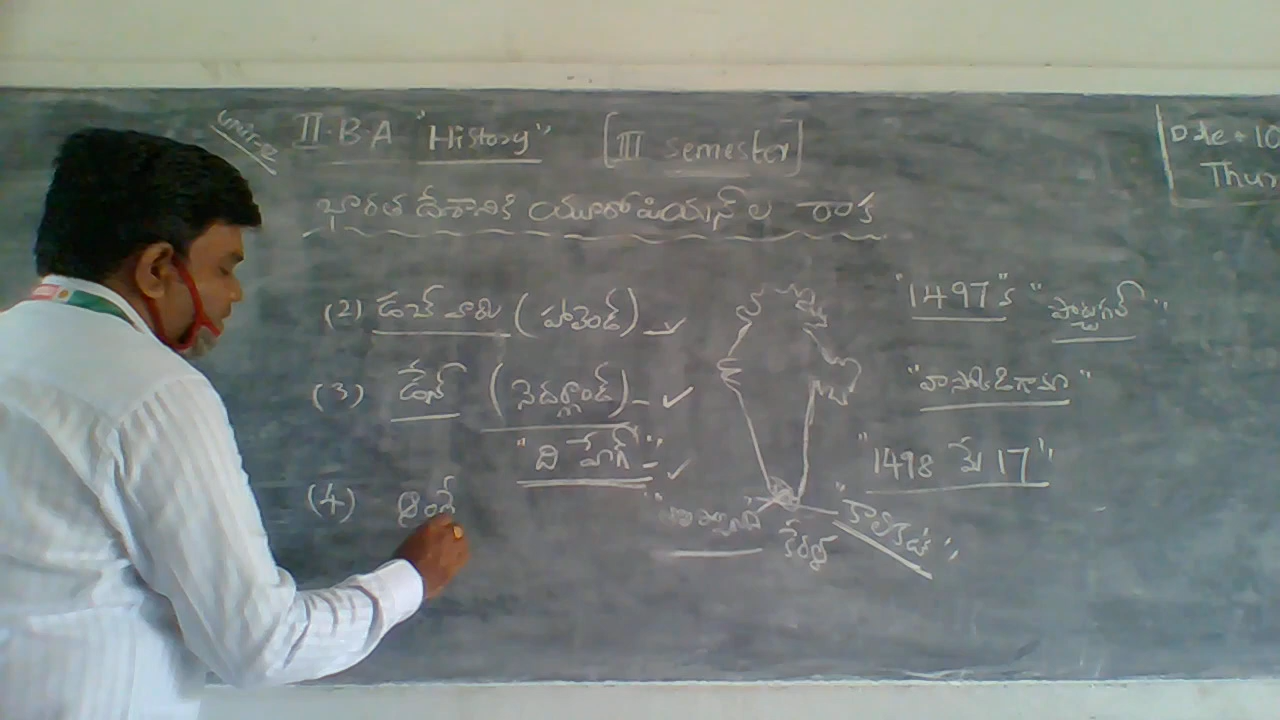 Unit-2
II. B.A "History" [III semester]
Date: 10
Thur
భారత దేశానికి యూరోపియన్ ల రాక
(2) డచ్ వారు (హాలెండ్) –
(3) డేన్ (నెదర్లాండ్) –
"ది హేగ్" –
(4) ఆంగ్లే
"1497" క "పోర్చుగల్"
"వాస్కోడిగామా"
"1498 మే 17"
"కాలికట్"
కేరళ